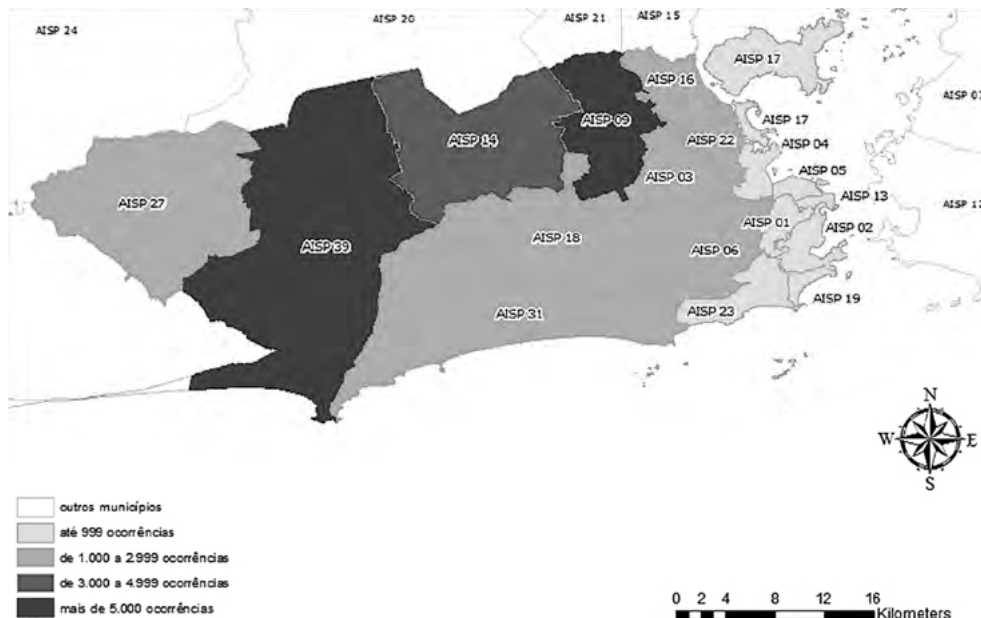 AISP 20
AISP 21
AISP 15
AISP 24
AISP 17
AISP 16
AISP 09
AISP 17
AISP 14
AISP 22
AISP 04
AISP 05
AISP 03
AISP 13
AISP 27
AISP 01
AISP 02
AISP 18
AISP 39
AISP 06
AISP 19
AISP 31
AISP 23
N
W E
S
outros municípios
até 999 ocorrências
de 1.000 a 2.999 ocorrências
de 3.000 a 4.999 ocorrências
mais de 5.000 ocorrências
0 2 4 8 12 16
Kilometers